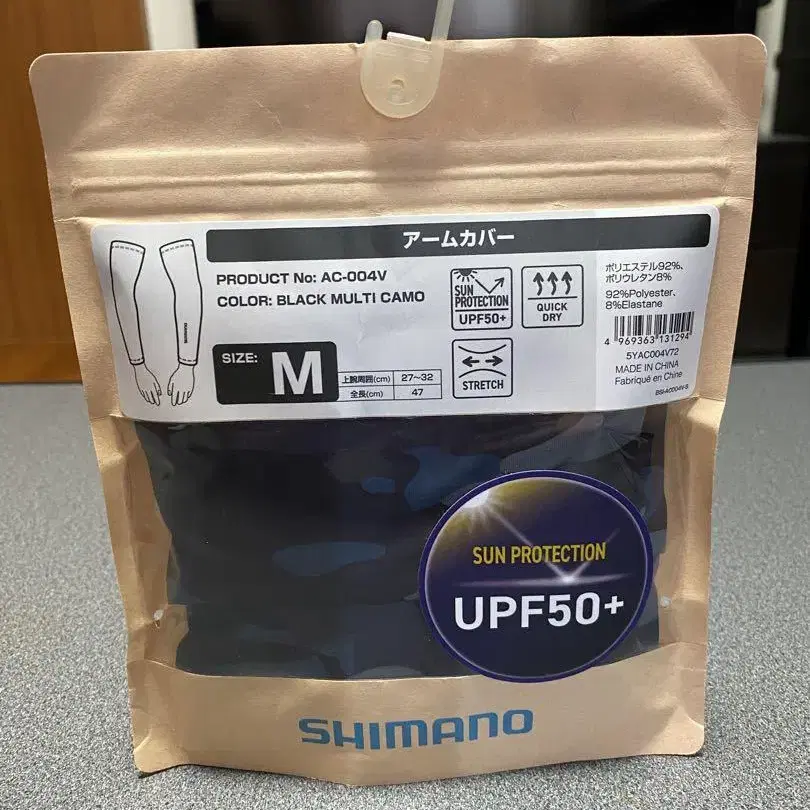 アームカバー
PRODUCT No: AC-004V
COLOR: BLACK MULTI CAMO
SIZE:
M
上腕周囲(cm) 27～32
全長(cm) 47
SUN
PROTECTION
UPF50+
QUICK
DRY
STRETCH
ポリエステル92%、
ポリウレタン8%
92%Polyester、
8%Elastane
4 969363 131294
5YAC004V72
MADE IN CHINA
Fabriqué en Chine
BSI-AC004V-S
SHIMANO
SUN PROTECTION
UPF50+
SHIMANO